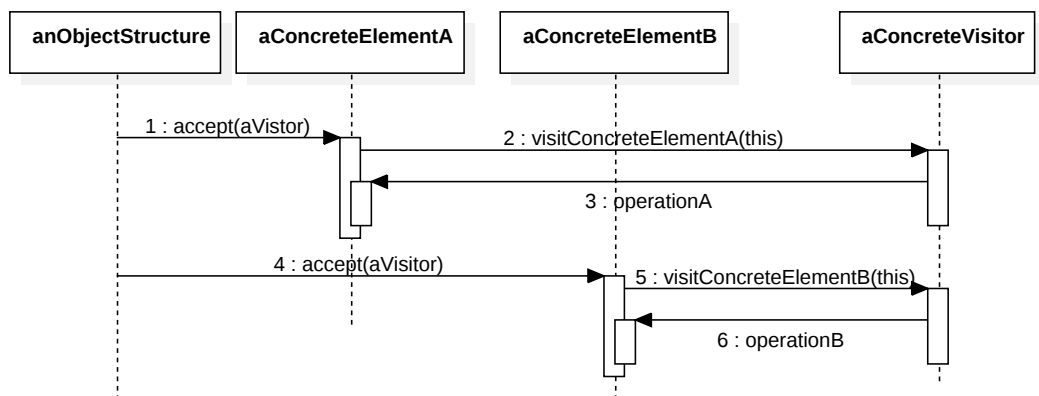 anObjectStructure
aConcreteElementA
aConcreteElementB
aConcreteVisitor
1 : accept(aVistor)
2 : visitConcreteElementA(this)
3 : operationA
4 : accept(aVisitor)
5 : visitConcreteElementB(this)
6 : operationB